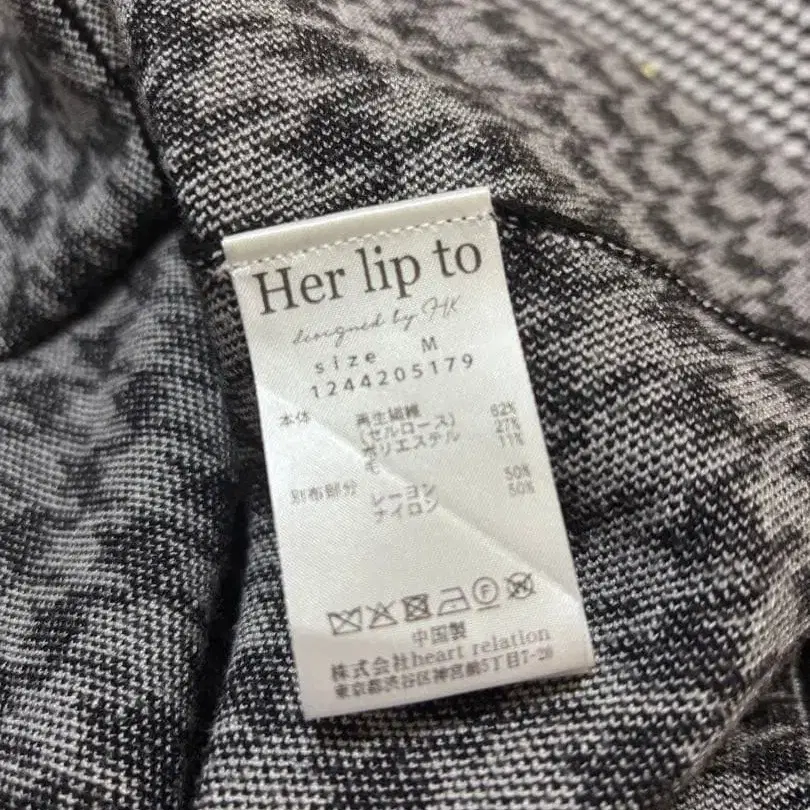 Her lip to
designed by HK
size M
1244205179
本体 再生繊維 62%
(セルロース) 27%
ポリエステル 11%
毛
別布部分 レーヨン 50%
ナイロン 50%
中国製
株式会社heart relation
東京都渋谷区神宮前5丁目7-20